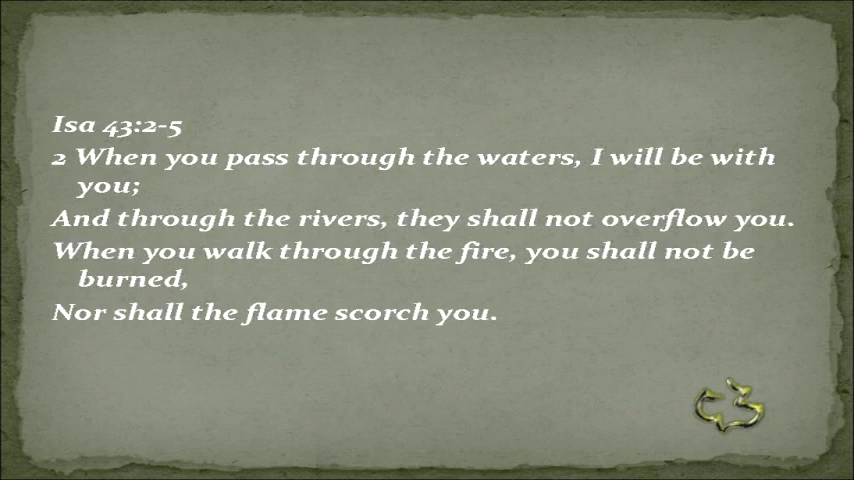 Isa 43:2-5
2 When you pass through the waters, I will be with
you;
And through the rivers, they shall not overflow you.
When you walk through the fire, you shall not be
burned,
Nor shall the flame scorch you.